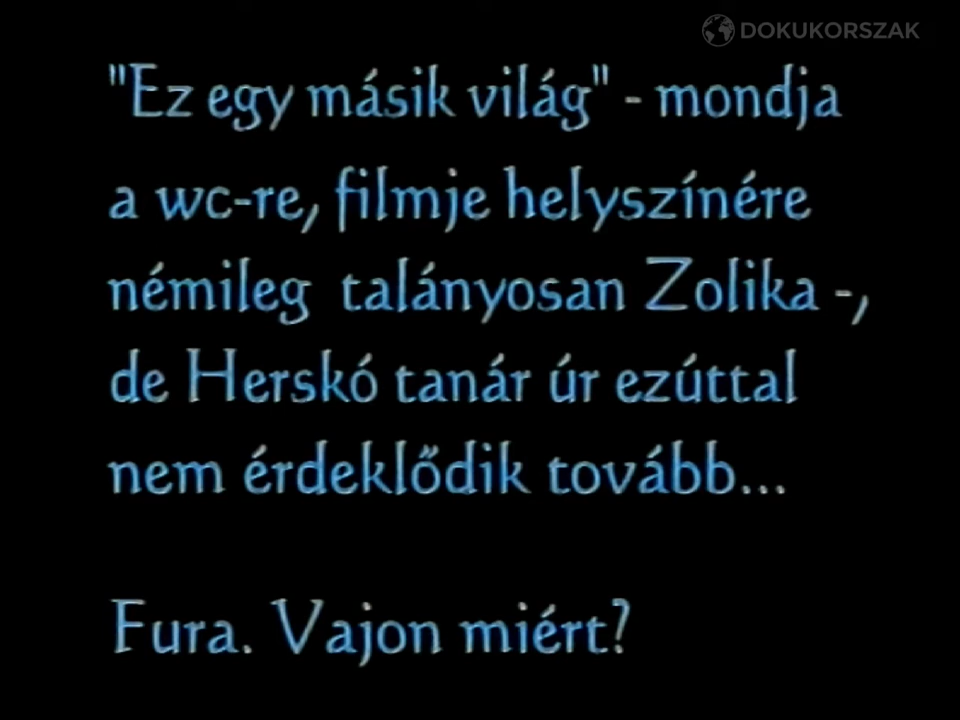 DOKUKORSZAK
"Ez egy másik világ" - mondja
a wc-re, filmje helyszínére
némileg talányosan Zolika -,
de Herskó tanár úr ezúttal
nem érdeklődik tovább...
Fura. Vajon miért?